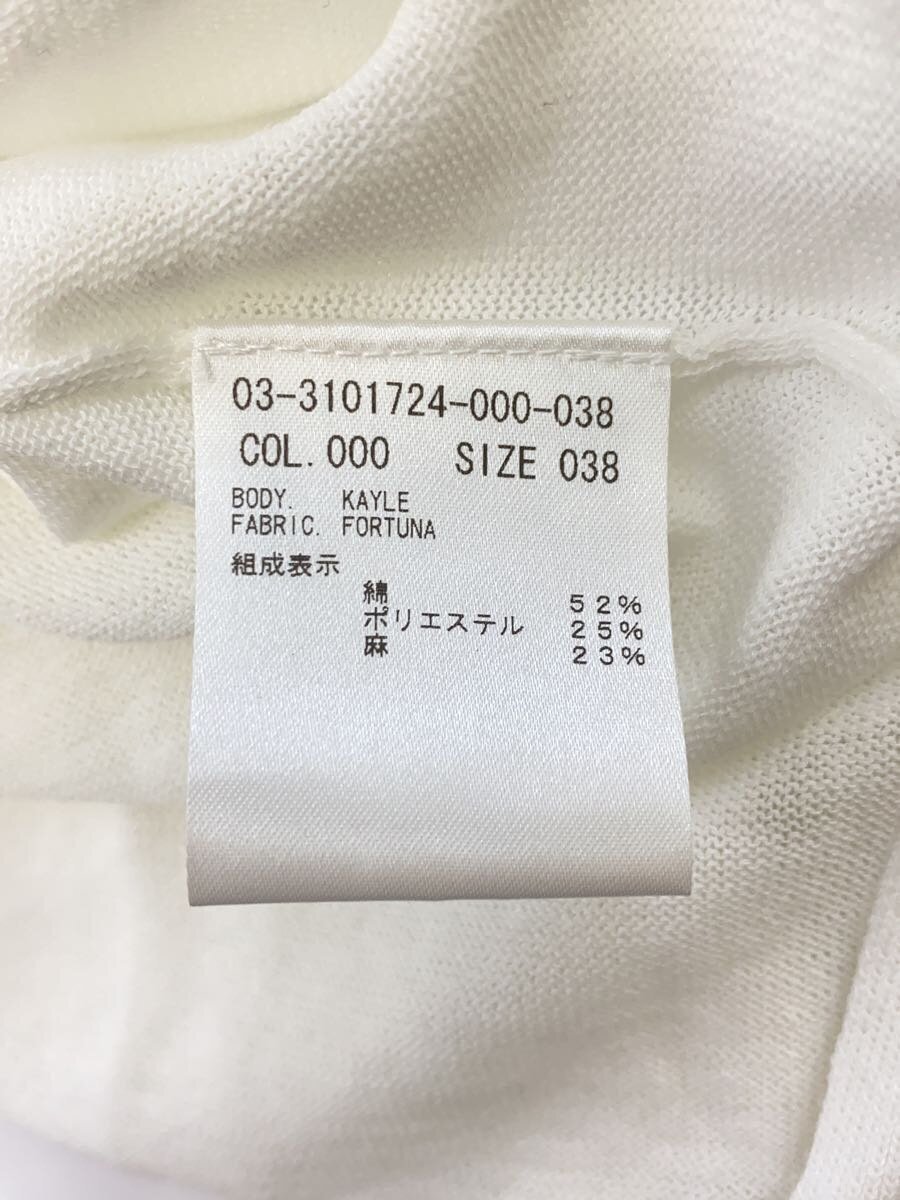 03-3101724-000-038
COL.000 SIZE 038
BODY. KAYLE
FABRIC. FORTUNA
組成表示
綿 52%
ポリエステル 25%
麻 23%